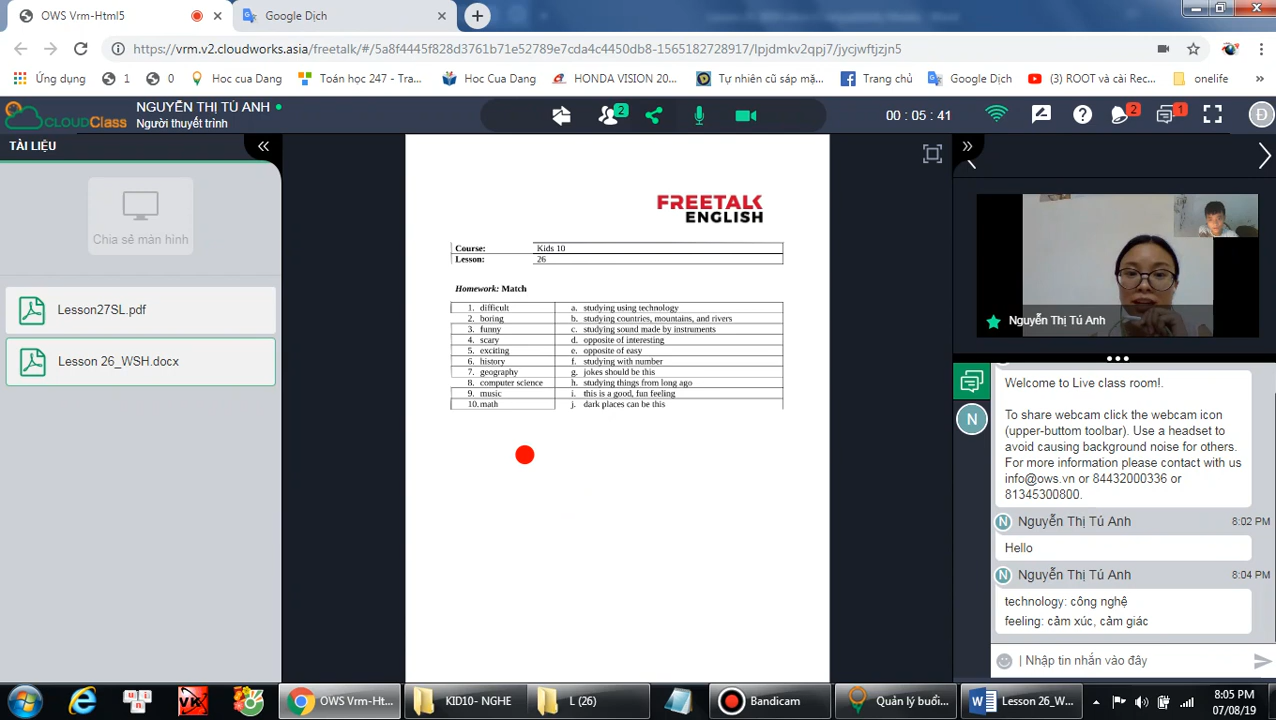 OWS Vrm-Html5
Google Dịch
https://vrm.v2.cloudworks.asia/freetalk/#/5a8f4445f828d3761b71e52789e7cda4c4450db8-1565182728917/lpjdmkv2qpj7/jycjwftjzjn5
Ứng dụng
1
0
Hoc cua Dang
Toán học 247 - Tra...
Học Cua Dang
HONDA VISION 20...
Tự nhiên cũ sáp mặ...
Trang chủ
Google Dịch
(3) ROOT và cài Rec...
onelife
»
CLOUDClass
NGUYỄN THỊ TÚ ANH
Người thuyết trình
2
00 : 05 : 41
2
1
Đ
TÀI LIỆU
Chia sẻ màn hình
Lesson27SL.pdf
Lesson 26_WSH.docx
FREETALK
ENGLISH
Course: Kids 10
Lesson: 26
Homework: Match
1. difficult a. studying using technology
2. boring b. studying countries, mountains, and rivers
3. funny c. studying sound made by instruments
4. scary d. opposite of interesting
5. exciting e. opposite of easy
6. history f. studying with number
7. geography g. jokes should be this
8. computer science h. studying things from long ago
9. music i. this is a good, fun feeling
10. math j. dark places can be this
Nguyễn Thị Tú Anh
Welcome to Live class room!.
To share webcam click the webcam icon
(upper-buttom toolbar). Use a headset to
avoid causing background noise for others.
For more information please contact with us
info@ows.vn or 84432000336 or
81345300800.
N
N Nguyễn Thị Tú Anh 8:02 PM
Hello
N Nguyễn Thị Tú Anh 8:04 PM
technology: công nghệ
feeling: cảm xúc, cảm giác
Nhập tin nhắn vào đây
OWS Vrm-Ht...
KID10- NGHE
L (26)
Bandicam
Quản lý buổi...
Lesson 26_W...
8:05 PM
07/08/19